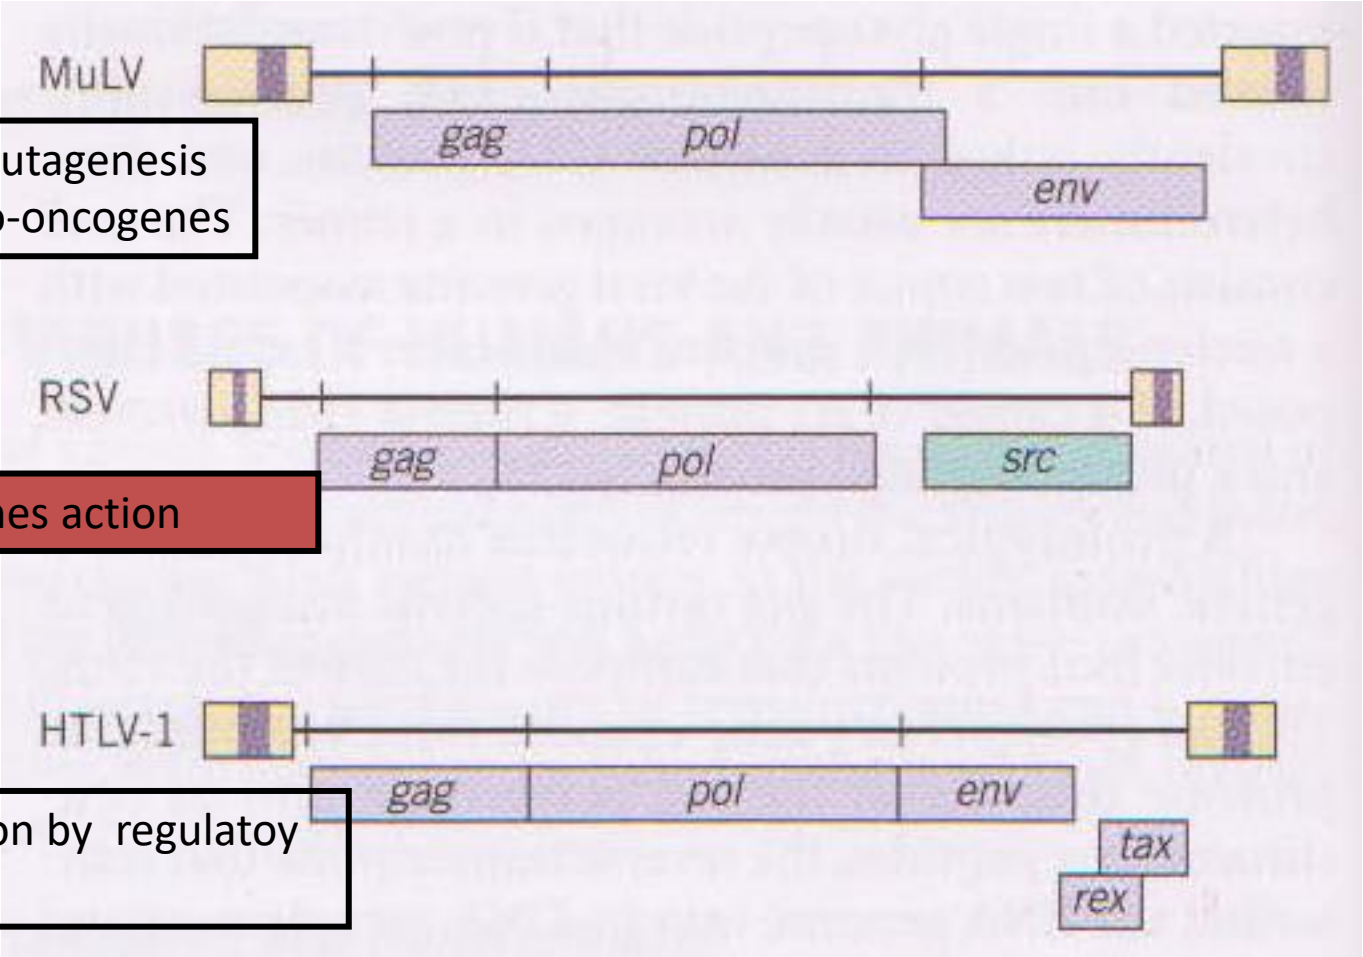 MuLV
gag pol
env
utagenesis
o-oncogenes
RSV
gag pol src
nes action
HTLV-1
gag pol env
tax
rex
on by regulatoy